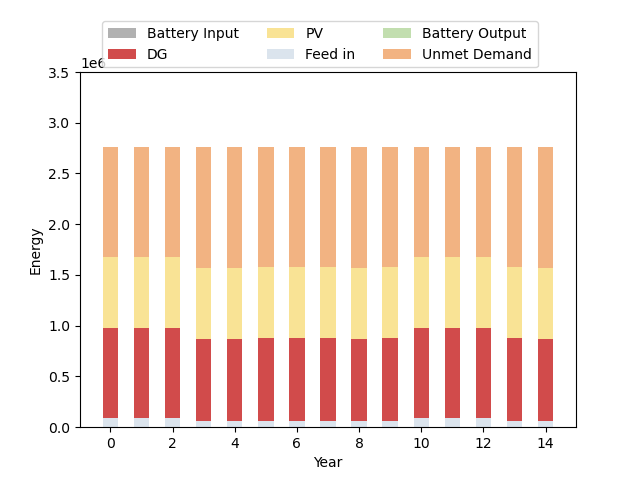 Battery Input PV Battery Output
DG Feed in Unmet Demand
1e6
3.5
3.0
2.5
2.0
1.5
1.0
0.5
0.0
Energy
0 2 4 6 8 10 12 14
Year